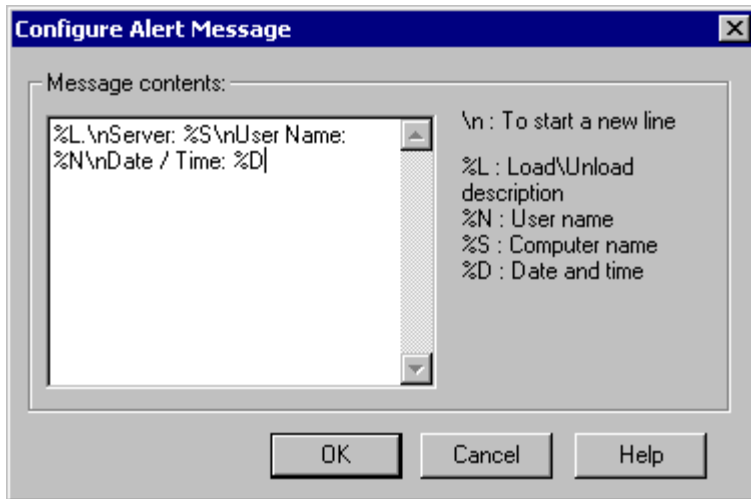 Configure Alert Message
Message contents:
%L.\nServer: %S\nUser Name:
%N\nDate / Time: %D
\n : To start a new line
%L : Load\Unload
description
%N : User name
%S : Computer name
%D : Date and time
OK
Cancel
Help